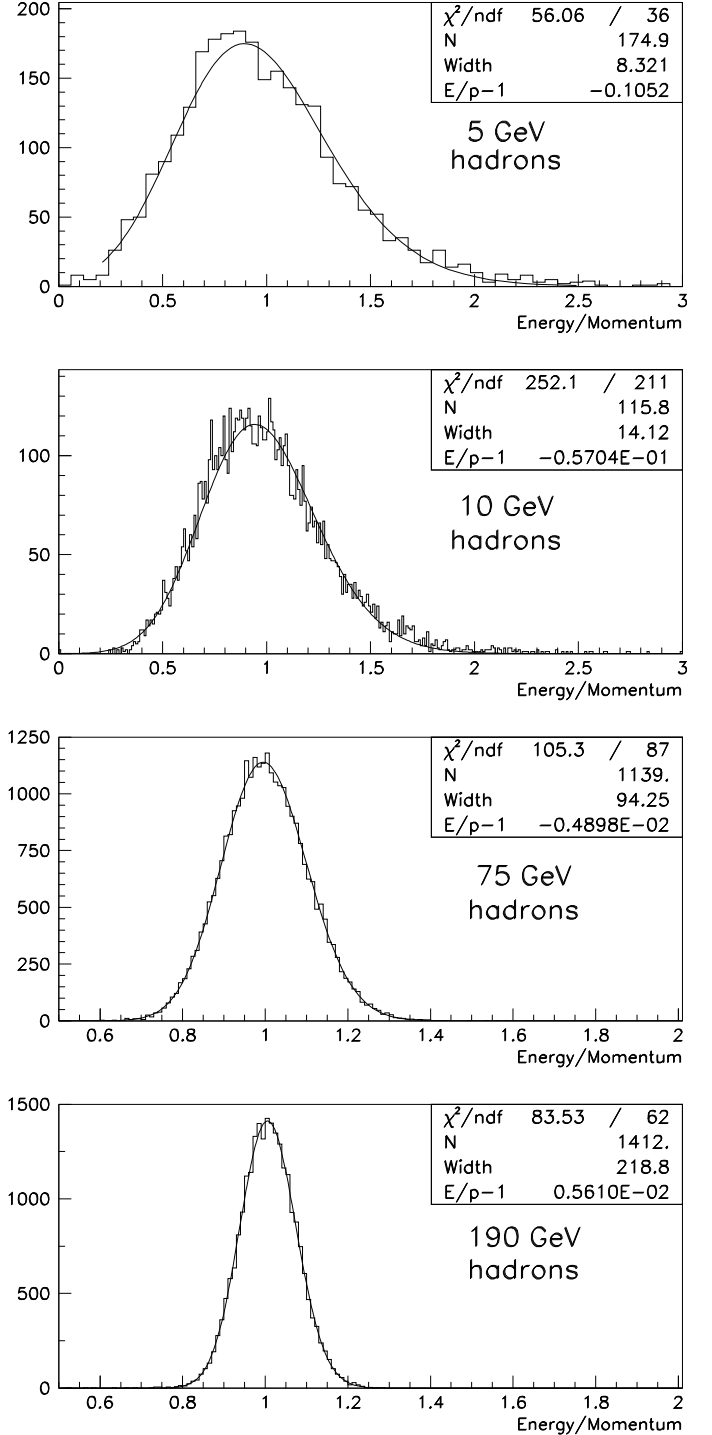 200
150
100
50
0
χ²/ndf 56.06 / 36
N 174.9
Width 8.321
E/p-1 -0.1052
5 GeV
hadrons
0 0.5 1 1.5 2 2.5 3
Energy/Momentum
100
50
0
χ²/ndf 252.1 / 211
N 115.8
Width 14.12
E/p-1 -0.5704E-01
10 GeV
hadrons
0 0.5 1 1.5 2 2.5 3
Energy/Momentum
1250
1000
750
500
250
0
χ²/ndf 105.3 / 87
N 1139.
Width 94.25
E/p-1 -0.4898E-02
75 GeV
hadrons
0.6 0.8 1 1.2 1.4 1.6 1.8 2
Energy/Momentum
1500
1000
500
0
χ²/ndf 83.53 / 62
N 1412.
Width 218.8
E/p-1 0.5610E-02
190 GeV
hadrons
0.6 0.8 1 1.2 1.4 1.6 1.8 2
Energy/Momentum